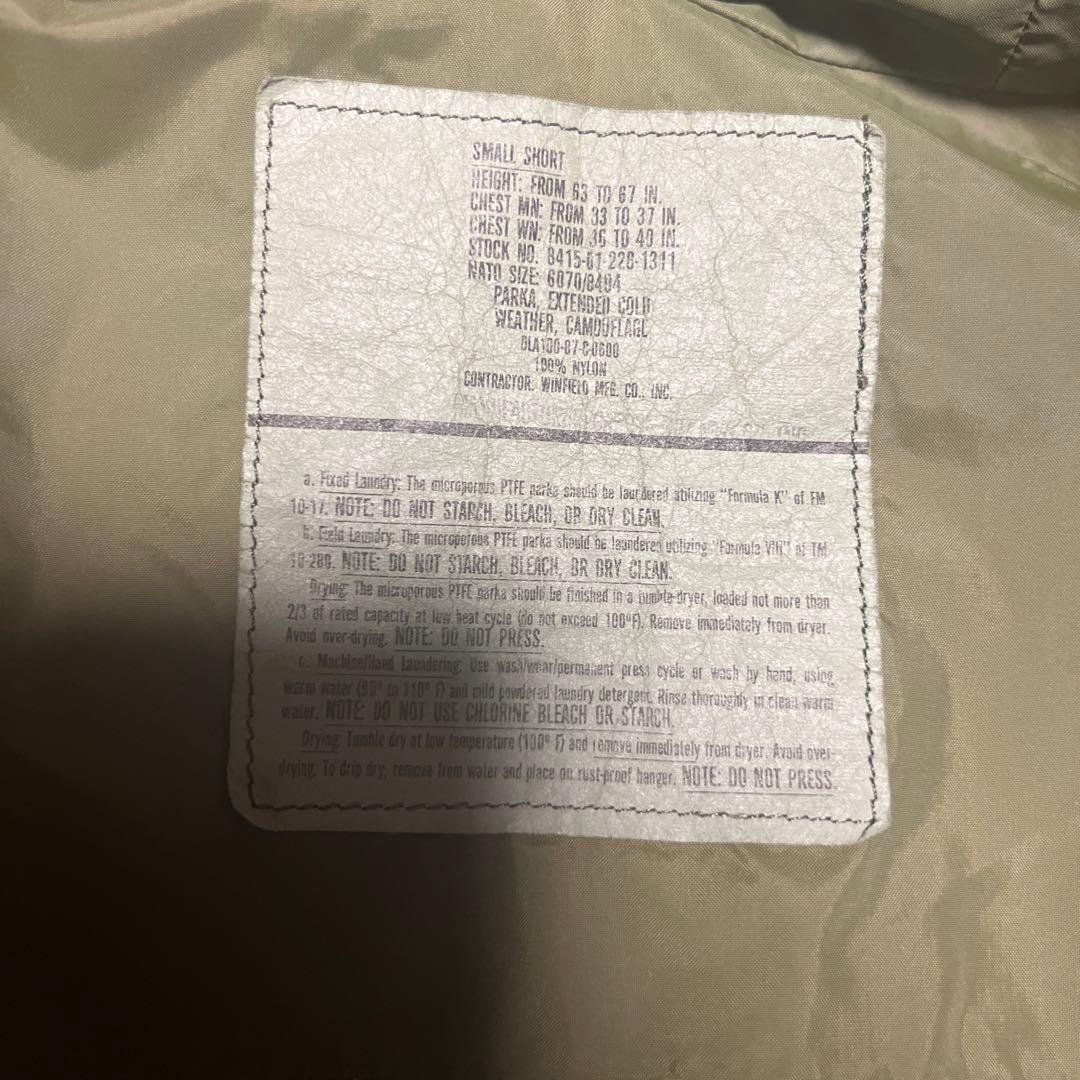 SMALL SHORT
HEIGHT: FROM 63 TO 67 IN.
CHEST MN: FROM 33 TO 37 IN.
CHEST WN: FROM 36 TO 40 IN.
STOCK NO. 8415-01-228-1311
NATO SIZE: 6070/8494
PARKA, EXTENDED COLD
WEATHER, CAMOUFLAGE
DLA100-87-C-0600
100% NYLON
CONTRACTOR: WINFIELD MFG. CO., INC.
a. Fixed Laundry: The microporous PTFE parka should be laundered utilizing "Formula K" of FM
10-17. NOTE: DO NOT STARCH, BLEACH, OR DRY CLEAN.
b. Field Laundry: The microporous PTFE parka should be laundered utilizing "Formula VIII" of TM
10-280. NOTE: DO NOT STARCH, BLEACH, OR DRY CLEAN.
Drying: The microporous PTFE parka should be finished in a tumble-dryer, loaded not more than
2/3 of rated capacity at low heat cycle (do not exceed 100°F). Remove immediately from dryer.
Avoid over-drying. NOTE: DO NOT PRESS.
c. Machine/Hand Laundering: Use wash/wear/permanent press cycle or wash by hand, using
warm water (90° to 110° F) and mild powdered laundry detergent. Rinse thoroughly in clean warm
water. NOTE: DO NOT USE CHLORINE BLEACH OR STARCH.
Drying: Tumble dry at low temperature (100° F) and remove immediately from dryer. Avoid over-
drying. To drip dry, remove from water and place on rust-proof hanger. NOTE: DO NOT PRESS.